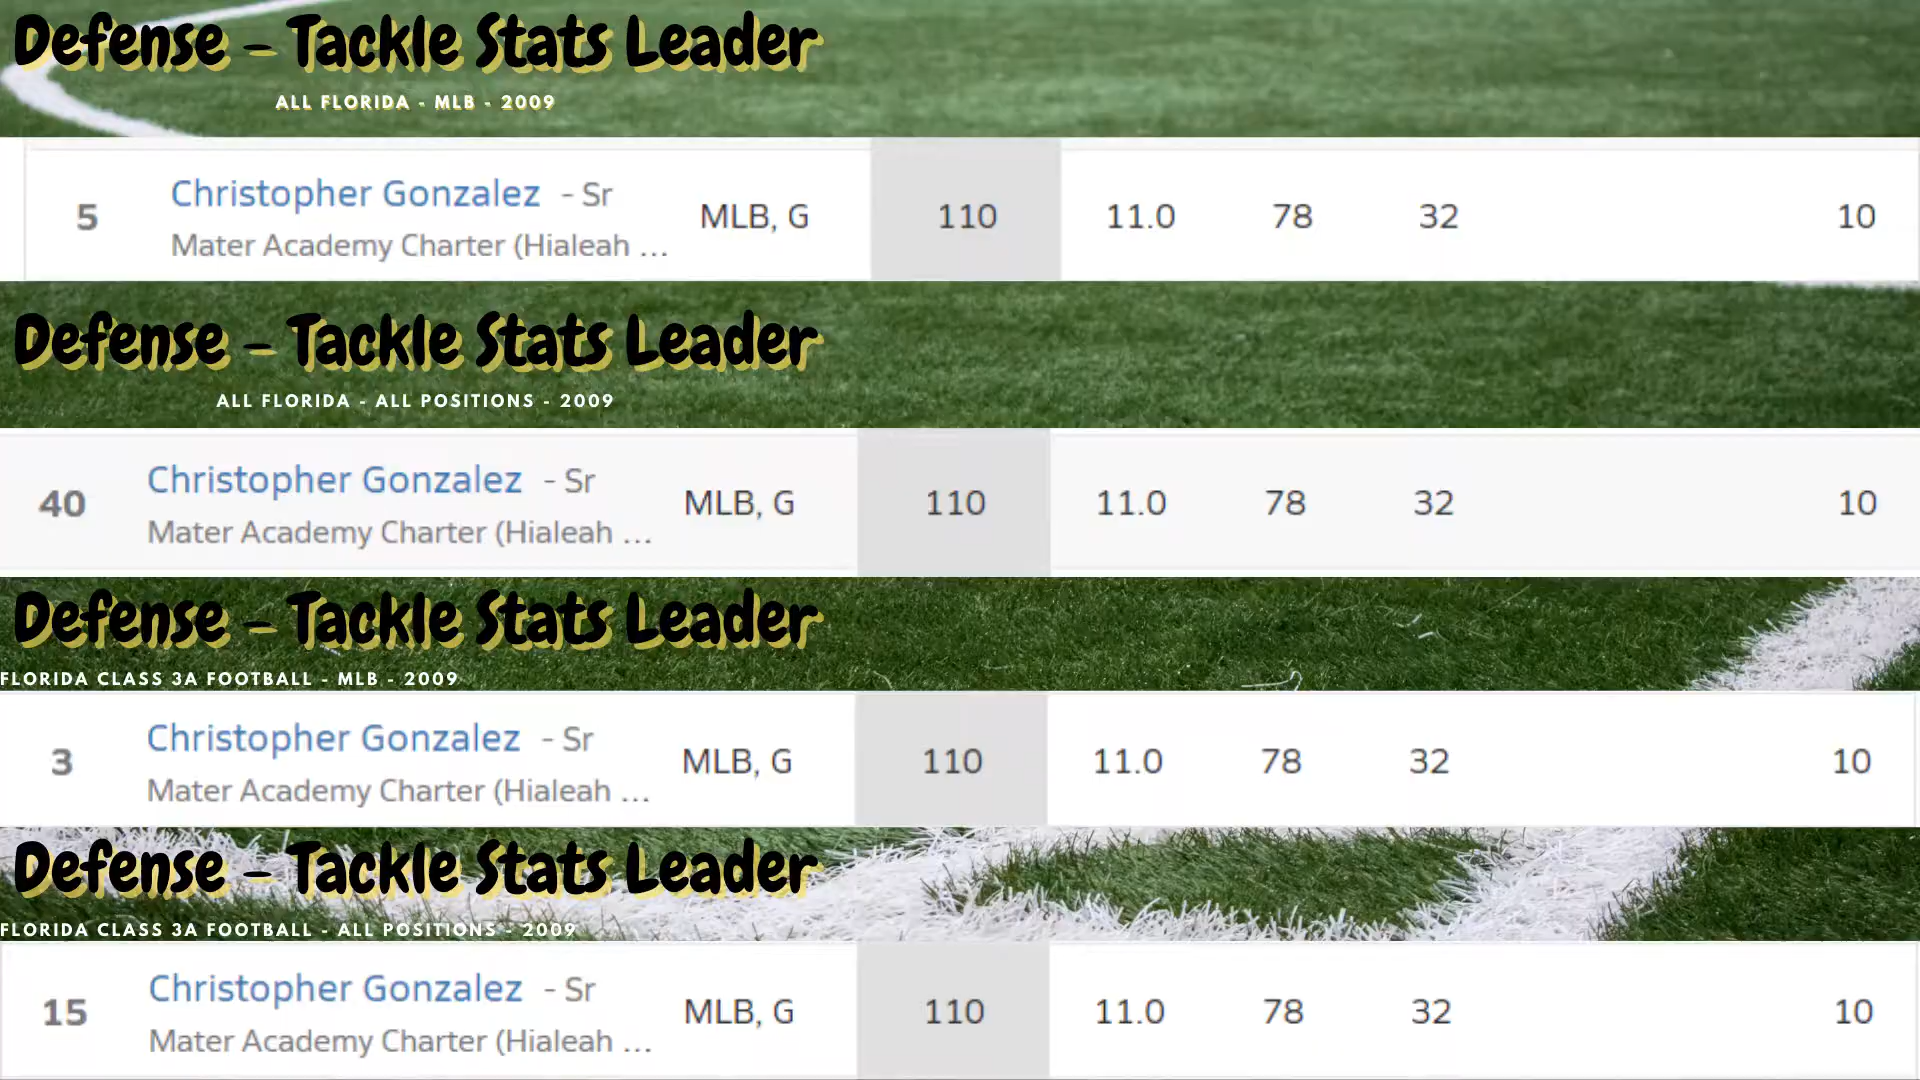 Defense - Tackle Stats Leader
ALL FLORIDA - MLB - 2009
5 Christopher Gonzalez - Sr MLB, G 110 11.0 78 32 10
Mater Academy Charter (Hialeah ...
Defense - Tackle Stats Leader
ALL FLORIDA - ALL POSITIONS - 2009
40 Christopher Gonzalez - Sr MLB, G 110 11.0 78 32 10
Mater Academy Charter (Hialeah ...
Defense - Tackle Stats Leader
FLORIDA CLASS 3A FOOTBALL - MLB - 2009
3 Christopher Gonzalez - Sr MLB, G 110 11.0 78 32 10
Mater Academy Charter (Hialeah ...
Defense - Tackle Stats Leader
FLORIDA CLASS 3A FOOTBALL - ALL POSITIONS - 2009
15 Christopher Gonzalez - Sr MLB, G 110 11.0 78 32 10
Mater Academy Charter (Hialeah ...